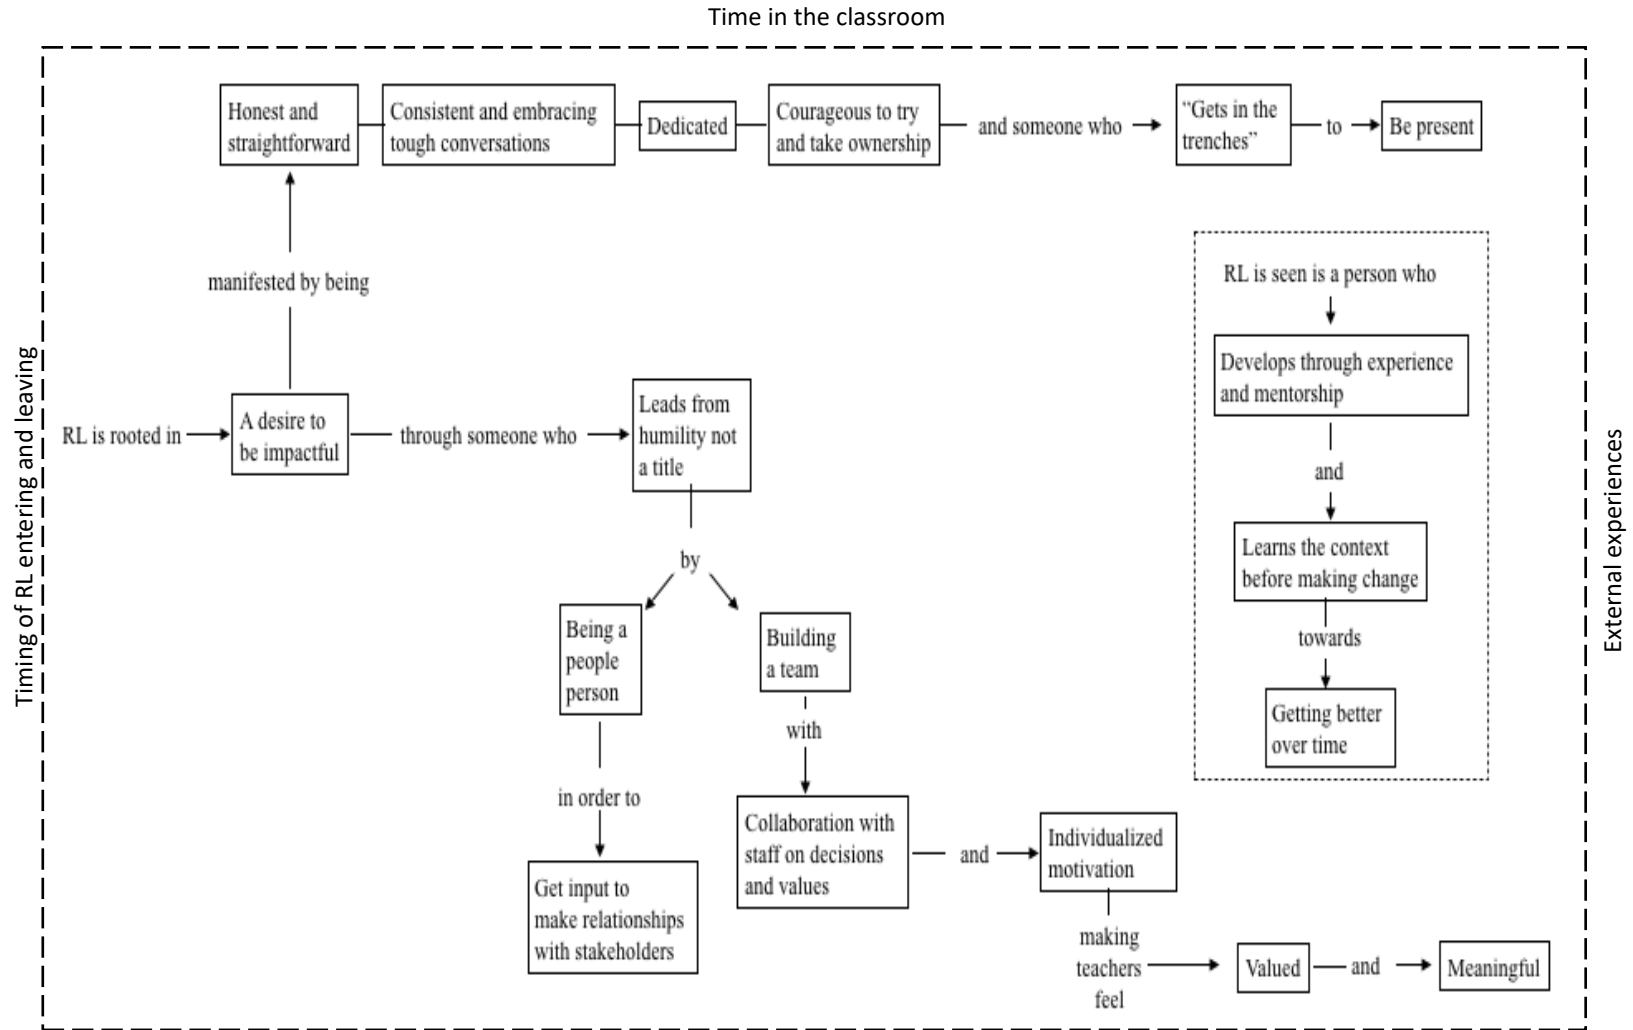 Time in the classroom
Timing of RL entering and leaving
External experiences
Honest and
straightforward
Consistent and embracing
tough conversations
Dedicated
Courageous to try
and take ownership
and someone who
"Gets in the
trenches"
to
Be present
manifested by being
RL is rooted in
A desire to
be impactful
through someone who
Leads from
humility not
a title
by
Being a
people
person
in order to
Get input to
make relationships
with stakeholders
Building
a team
with
Collaboration with
staff on decisions
and values
and
Individualized
motivation
making
teachers
feel
Valued
and
Meaningful
RL is seen is a person who
Develops through experience
and mentorship
and
Learns the context
before making change
towards
Getting better
over time